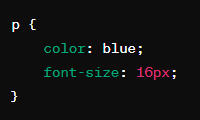 p {
    color: blue;
    font-size: 16px;
}